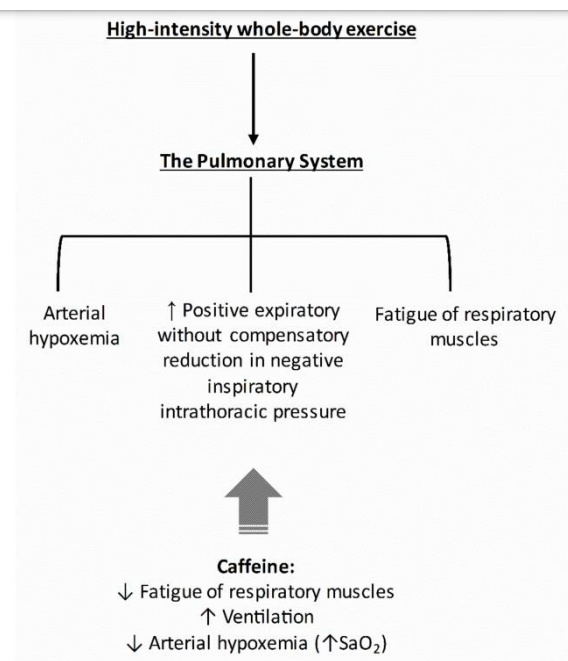 High-intensity whole-body exercise
The Pulmonary System
Arterial
hypoxemia
↑ Positive expiratory
without compensatory
reduction in negative
inspiratory
intrathoracic pressure
Fatigue of respiratory
muscles
Caffeine:
↓ Fatigue of respiratory muscles
↑ Ventilation
↓ Arterial hypoxemia (↑SaO₂)